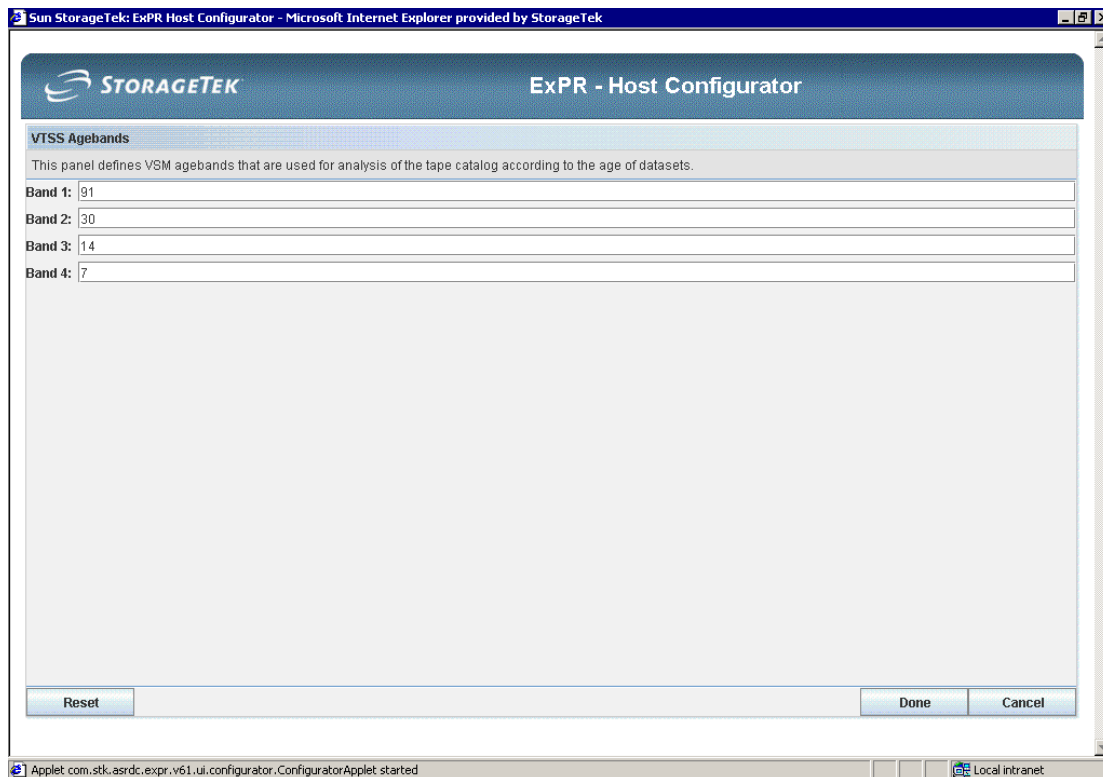 Sun StorageTek: ExPR Host Configurator - Microsoft Internet Explorer provided by StorageTek
STORAGETEK
ExPR - Host Configurator
VTSS Agebands
This panel defines VSM agebands that are used for analysis of the tape catalog according to the age of datasets.
Band 1: 91
Band 2: 30
Band 3: 14
Band 4: 7
Reset Done Cancel
Applet com.stk.asrdc.expr.v61.ui.configurator.ConfiguratorApplet started Local intranet